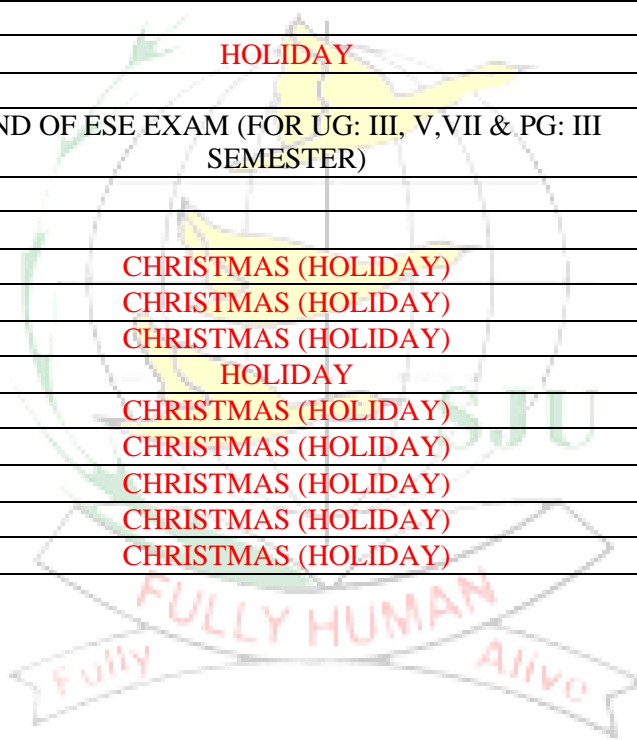 HOLIDAY
ND OF ESE EXAM (FOR UG: III, V,VII & PG: III
SEMESTER)
CHRISTMAS (HOLIDAY)
CHRISTMAS (HOLIDAY)
CHRISTMAS (HOLIDAY)
HOLIDAY
CHRISTMAS (HOLIDAY)
SJU
CHRISTMAS (HOLIDAY)
CHRISTMAS (HOLIDAY)
CHRISTMAS (HOLIDAY)
CHRISTMAS (HOLIDAY)
FULLY HUMAN
Fully Alive